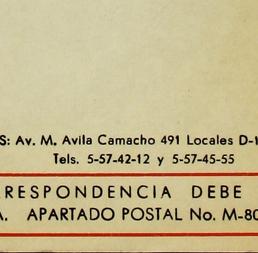 S: Av. M. Avila Camacho 491 Locales D-1
Tels. 5-57-42-12 y 5-57-45-55
RESPONDENCIA DEBE
A. APARTADO POSTAL No. M-80